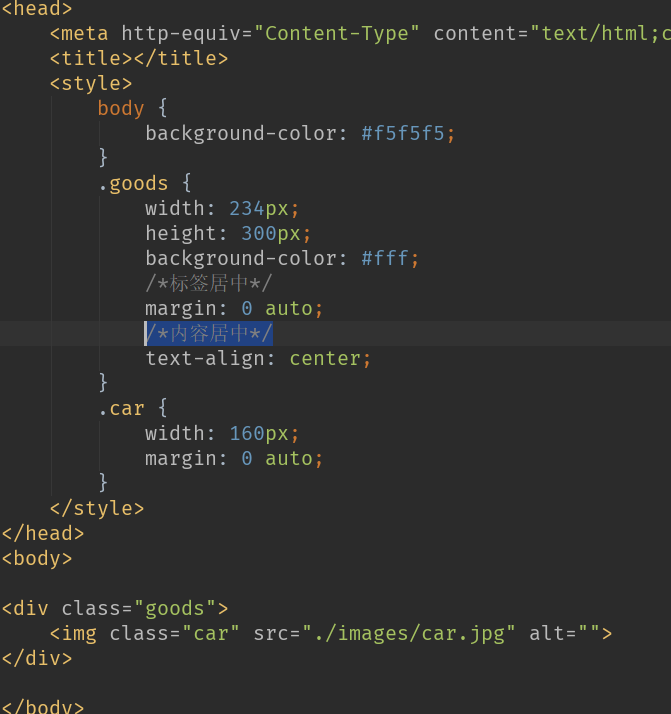 <head>
    <meta http-equiv="Content-Type" content="text/html;c
    <title></title>
    <style>
        body {
            background-color: #f5f5f5;
        }
        .goods {
            width: 234px;
            height: 300px;
            background-color: #fff;
            /*标签居中*/
            margin: 0 auto;
            /*内容居中*/
            text-align: center;
        }
        .car {
            width: 160px;
            margin: 0 auto;
        }
    </style>
</head>
<body>

<div class="goods">
    <img class="car" src="./images/car.jpg" alt="">
</div>

</body>